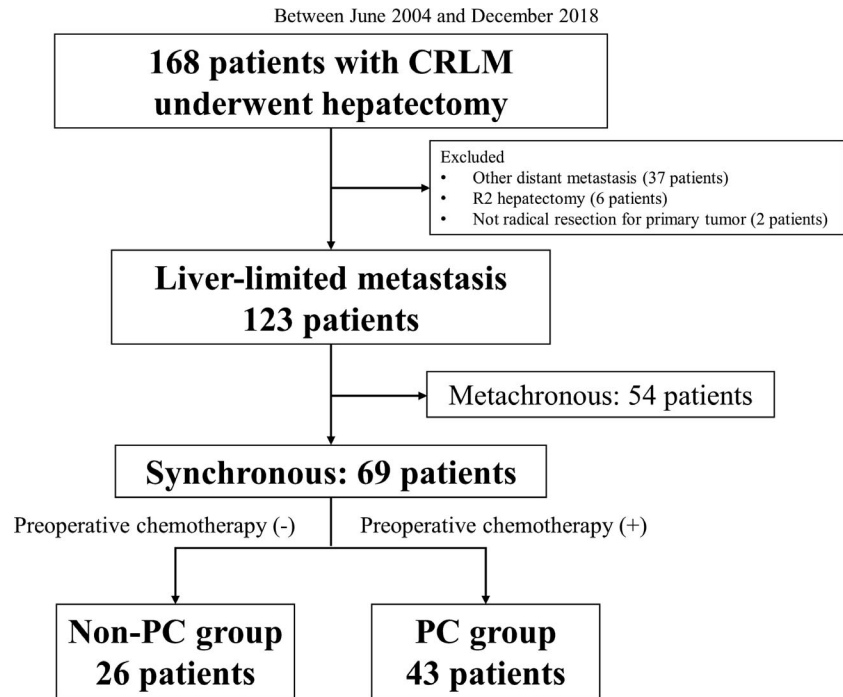 Between June 2004 and December 2018
168 patients with CRLM
underwent hepatectomy
Excluded
• Other distant metastasis (37 patients)
• R2 hepatectomy (6 patients)
• Not radical resection for primary tumor (2 patients)
Liver-limited metastasis
123 patients
Metachronous: 54 patients
Synchronous: 69 patients
Preoperative chemotherapy (-)
Preoperative chemotherapy (+)
Non-PC group
26 patients
PC group
43 patients